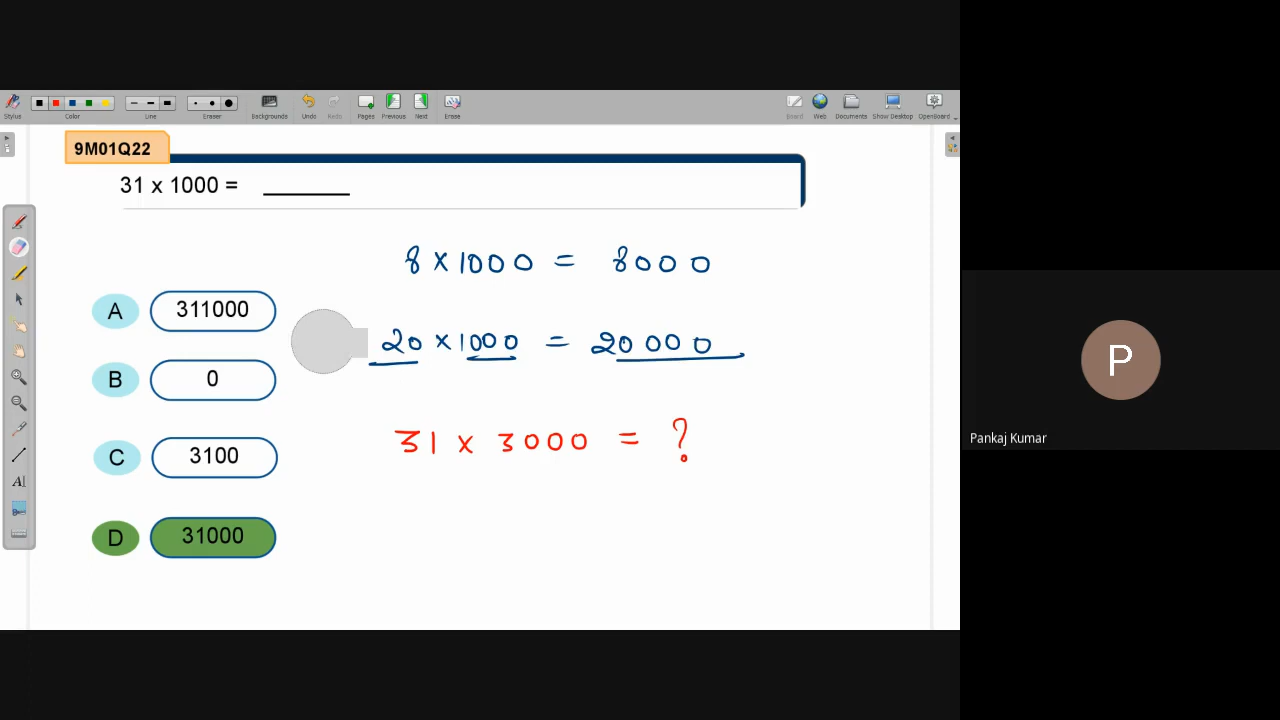 Stylus Color Line Eraser Backgrounds Undo Redo Pages Previous Next Erase Board Web Documents Show Desktop OpenBoard
9M01Q22
31 x 1000 = ______
8 × 1000 = 8000
A 311000
20 × 1000 = 20000
B 0
31 × 3000 = ?
C 3100
D 31000
P
Pankaj Kumar